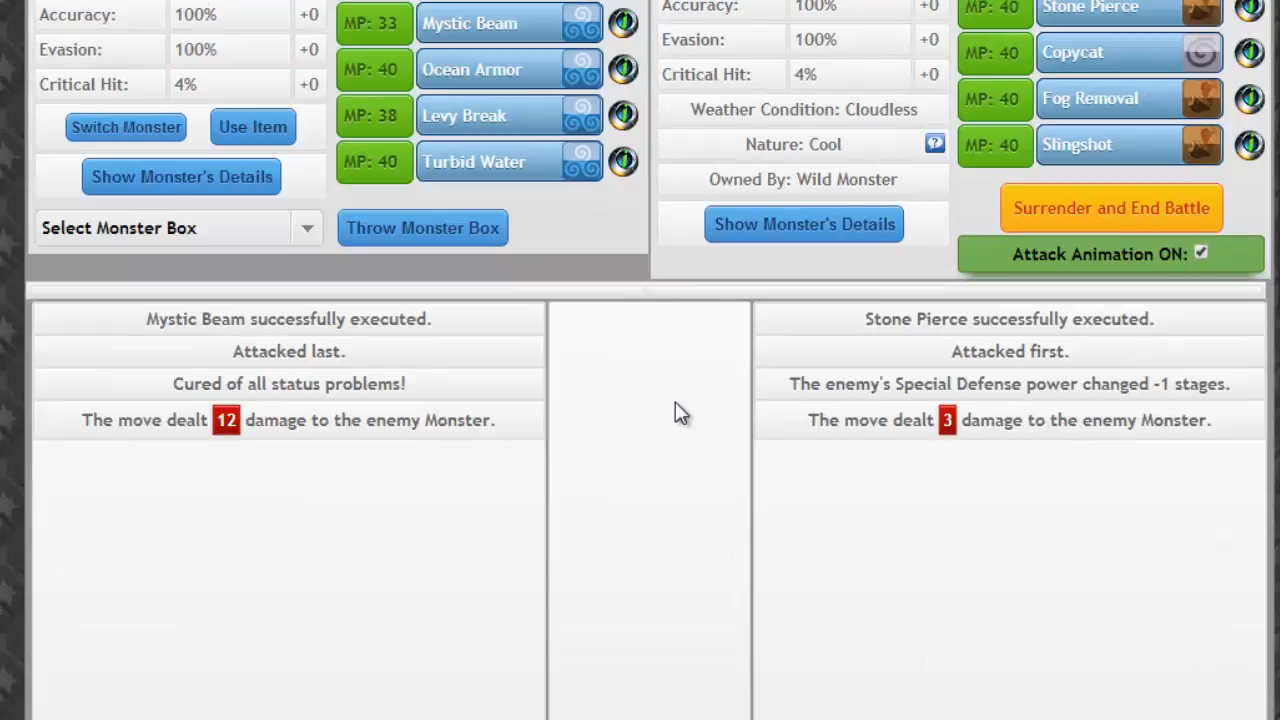 Accuracy: 100% +0
Evasion: 100% +0
Critical Hit: 4% +0
Switch Monster Use Item
Show Monster's Details
Select Monster Box
MP: 33 Mystic Beam
MP: 40 Ocean Armor
MP: 38 Levy Break
MP: 40 Turbid Water
Throw Monster Box
Accuracy: 100% +0
Evasion: 100% +0
Critical Hit: 4% +0
Weather Condition: Cloudless
Nature: Cool ?
Owned By: Wild Monster
Show Monster's Details
MP: 40 Stone Pierce
MP: 40 Copycat
MP: 40 Fog Removal
MP: 40 Slingshot
Surrender and End Battle
Attack Animation ON:
Mystic Beam successfully executed.
Attacked last.
Cured of all status problems!
The move dealt 12 damage to the enemy Monster.
Stone Pierce successfully executed.
Attacked first.
The enemy's Special Defense power changed -1 stages.
The move dealt 3 damage to the enemy Monster.